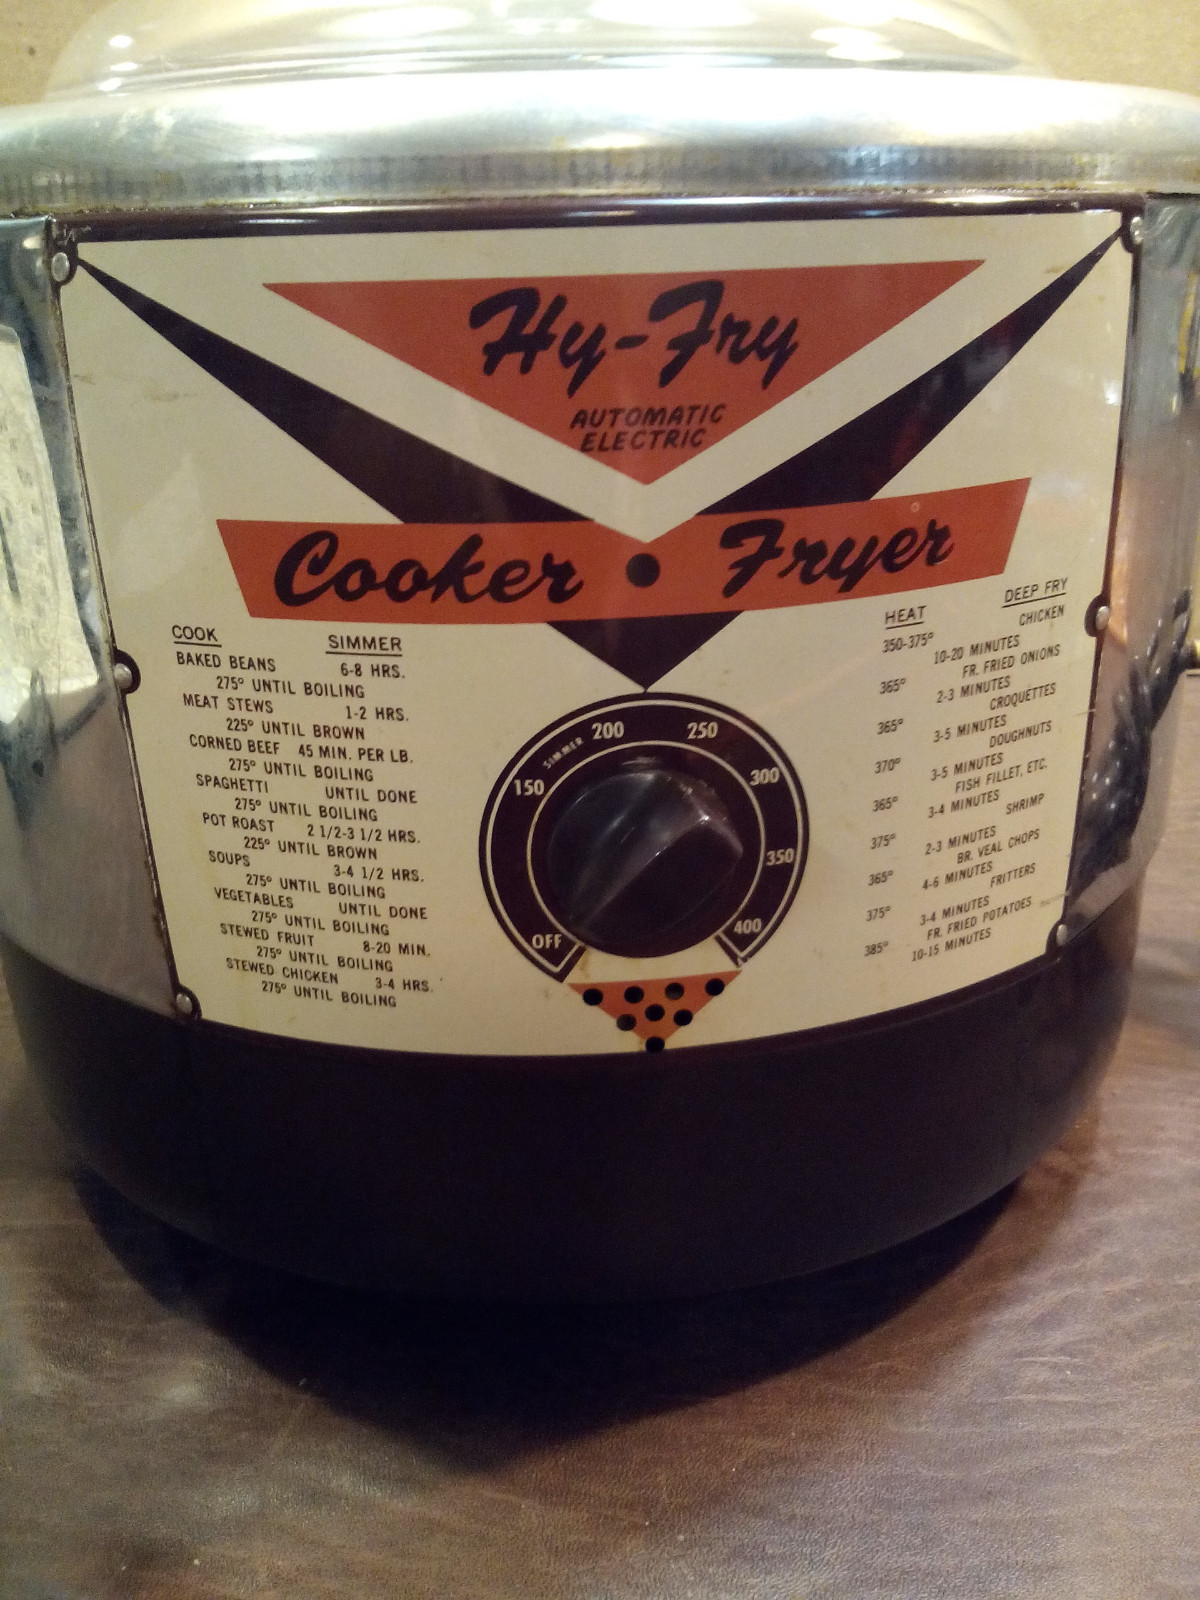 Hy-Fry
AUTOMATIC
ELECTRIC
Cooker • Fryer
COOK SIMMER
BAKED BEANS 6-8 HRS.
275° UNTIL BOILING
MEAT STEWS 1-2 HRS.
225° UNTIL BROWN
CORNED BEEF 45 MIN. PER LB.
275° UNTIL BOILING
SPAGHETTI UNTIL DONE
275° UNTIL BOILING
POT ROAST 2 1/2-3 1/2 HRS.
225° UNTIL BROWN
SOUPS 3-4 1/2 HRS.
275° UNTIL BOILING
VEGETABLES UNTIL DONE
275° UNTIL BOILING
STEWED FRUIT 8-20 MIN.
275° UNTIL BOILING
STEWED CHICKEN 3-4 HRS.
275° UNTIL BOILING
HEAT DEEP FRY
CHICKEN
350-375° 10-20 MINUTES
FR. FRIED ONIONS
365° 2-3 MINUTES
CROQUETTES
365° 3-5 MINUTES
DOUGHNUTS
370° 3-5 MINUTES
FISH FILLET, ETC.
365° 3-4 MINUTES
SHRIMP
375° 2-3 MINUTES
BR. VEAL CHOPS
365° 4-6 MINUTES
FRITTERS
375° 3-4 MINUTES
FR. FRIED POTATOES
385° 10-15 MINUTES
OFF
150
SIMMER
200
250
300
350
400